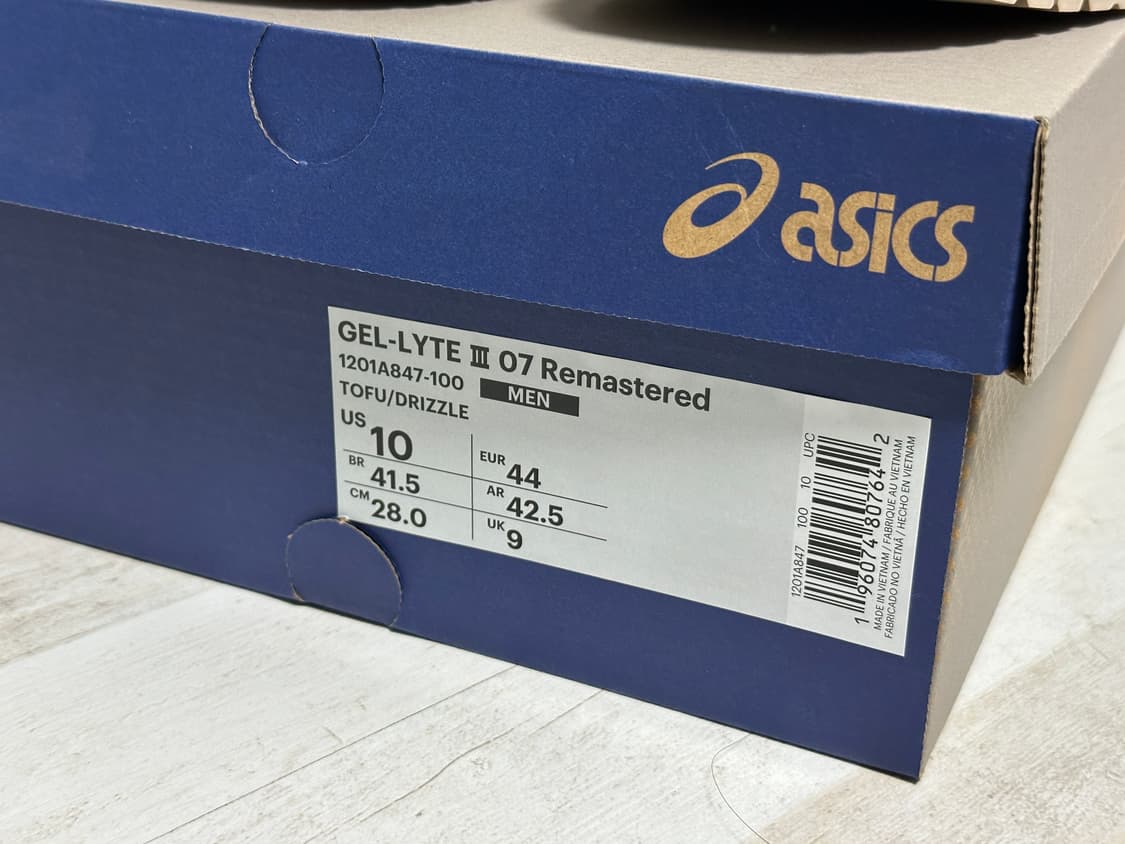 asics
GEL-LYTE III 07 Remastered
1201A847-100
MEN
TOFU/DRIZZLE
US 10
EUR 44
BR 41.5
AR 42.5
CM 28.0
UK 9
1201A847 100 10 UPC
1 96074 80764 2
MADE IN VIETNAM / FABRIQUE AU VIETNAM
FABRICADO NO VIETNÃ / HECHO EN VIETNAM